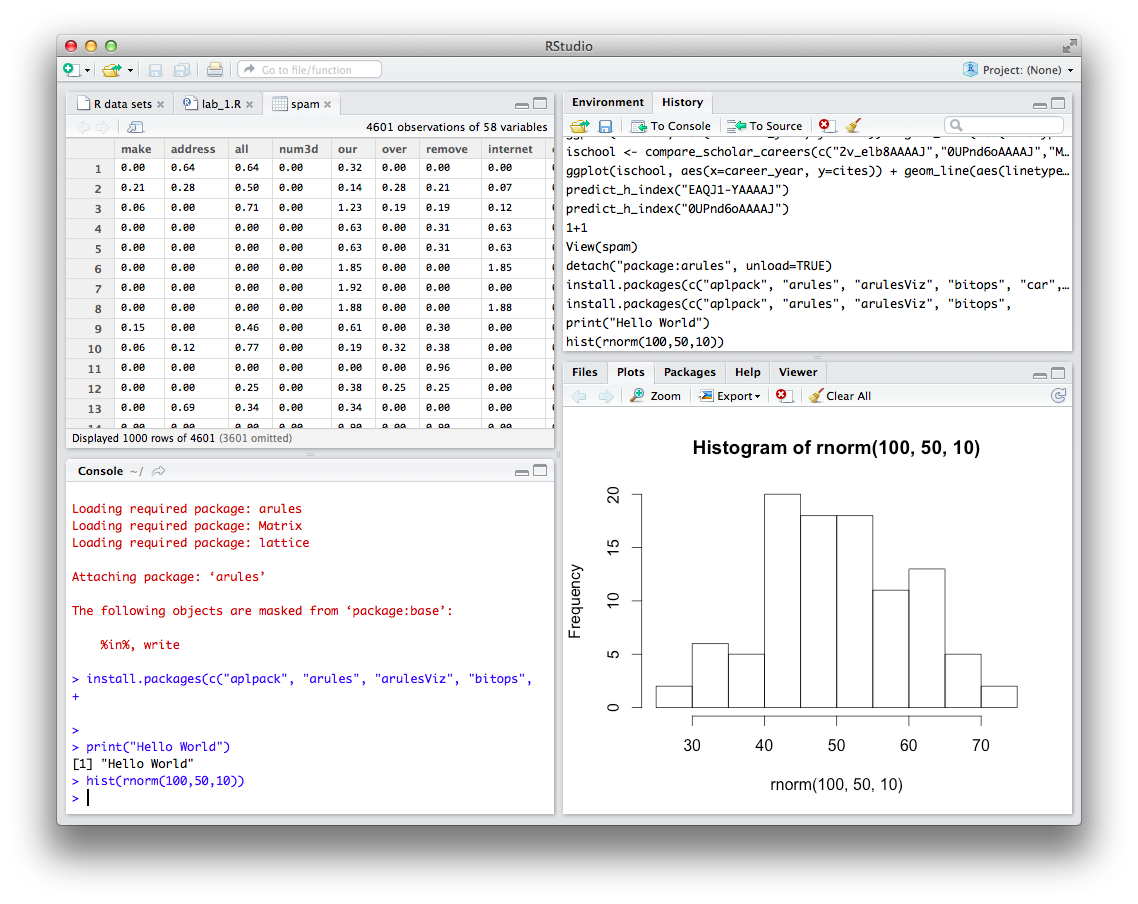 RStudio
Go to file/function
Project: (None)
R data sets
lab_1.R
spam
4601 observations of 58 variables
make address all num3d our over remove internet
1 0.00 0.64 0.64 0.00 0.32 0.00 0.00 0.00
2 0.21 0.28 0.50 0.00 0.14 0.28 0.21 0.07
3 0.06 0.00 0.71 0.00 1.23 0.19 0.19 0.12
4 0.00 0.00 0.00 0.00 0.63 0.00 0.31 0.63
5 0.00 0.00 0.00 0.00 0.63 0.00 0.31 0.63
6 0.00 0.00 0.00 0.00 1.85 0.00 0.00 1.85
7 0.00 0.00 0.00 0.00 1.92 0.00 0.00 0.00
8 0.00 0.00 0.00 0.00 1.88 0.00 0.00 1.88
9 0.15 0.00 0.46 0.00 0.61 0.00 0.30 0.00
10 0.06 0.12 0.77 0.00 0.19 0.32 0.38 0.00
11 0.00 0.00 0.00 0.00 0.00 0.00 0.96 0.00
12 0.00 0.00 0.25 0.00 0.38 0.25 0.25 0.00
13 0.00 0.69 0.34 0.00 0.34 0.00 0.00 0.00
Displayed 1000 rows of 4601 (3601 omitted)
Console ~/
Loading required package: arules
Loading required package: Matrix
Loading required package: lattice
Attaching package: ‘arules’
The following objects are masked from ‘package:base’:
%in%, write
> install.packages(c("aplpack", "arules", "arulesViz", "bitops",
+
>
> print("Hello World")
[1] "Hello World"
> hist(rnorm(100,50,10))
>
Environment
History
To Console
To Source
ischool <- compare_scholar_careers(c("Zv_elb8AAAAJ","0UPnd6oAAAAJ","M…
ggplot(ischool, aes(x=career_year, y=cites)) + geom_line(aes(linetype…
predict_h_index("EAQJ1-YAAAAJ")
predict_h_index("0UPnd6oAAAAJ")
1+1
View(spam)
detach("package:arules", unload=TRUE)
install.packages(c("aplpack", "arules", "arulesViz", "bitops", "car",…
install.packages(c("aplpack", "arules", "arulesViz", "bitops",
print("Hello World")
hist(rnorm(100,50,10))
Files
Plots
Packages
Help
Viewer
Zoom
Export
Clear All
Histogram of rnorm(100, 50, 10)
Frequency
20
15
10
5
0
30 40 50 60 70
rnorm(100, 50, 10)